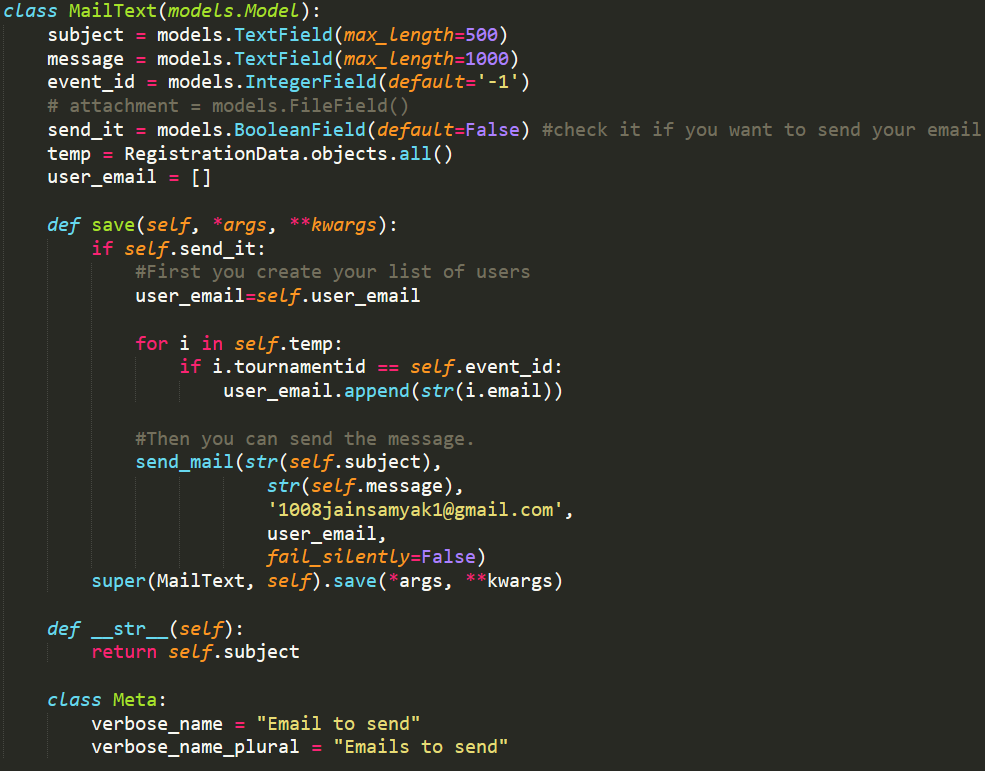 class MailText(models.Model):
    subject = models.TextField(max_length=500)
    message = models.TextField(max_length=1000)
    event_id = models.IntegerField(default='-1')
    # attachment = models.FileField()
    send_it = models.BooleanField(default=False) #check it if you want to send your email
    temp = RegistrationData.objects.all()
    user_email = []

    def save(self, *args, **kwargs):
        if self.send_it:
            #First you create your list of users
            user_email=self.user_email

            for i in self.temp:
                if i.tournamentid == self.event_id:
                    user_email.append(str(i.email))

            #Then you can send the message.
            send_mail(str(self.subject),
                        str(self.message),
                        '1008jainsamyak1@gmail.com',
                        user_email,
                        fail_silently=False)
        super(MailText, self).save(*args, **kwargs)

    def __str__(self):
        return self.subject

    class Meta:
        verbose_name = "Email to send"
        verbose_name_plural = "Emails to send"